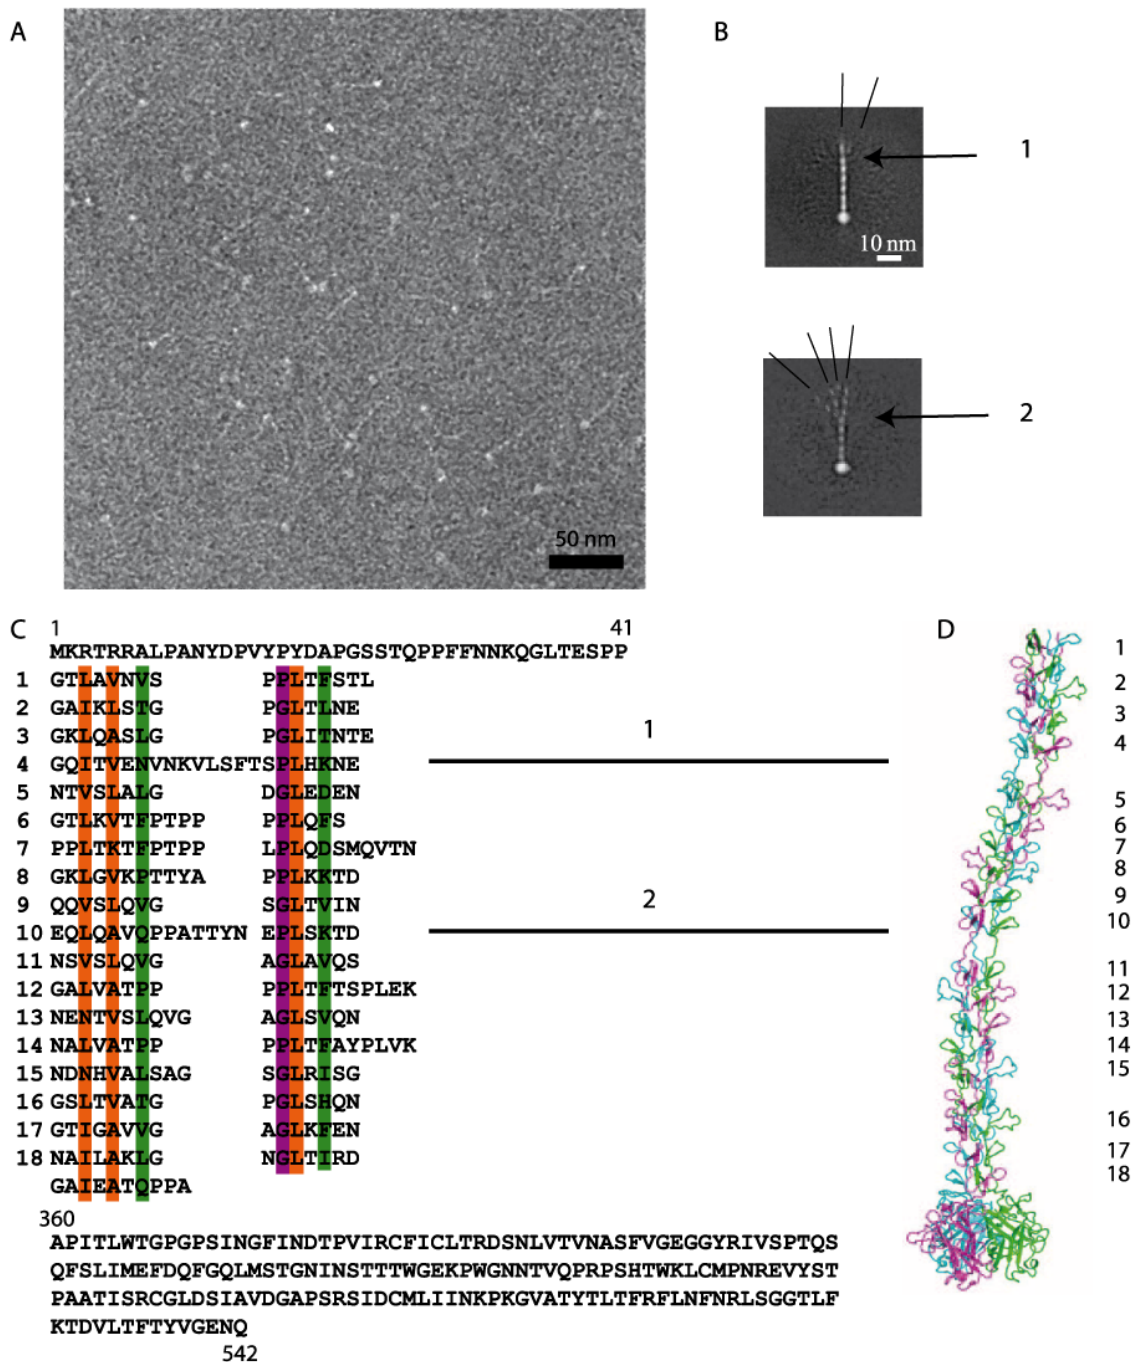 A
B
1
10 nm
2
50 nm
C
1 41
MKRTRRALPANYDPVYPYDAPGSSTQPPFFNNKQGLTESPP
1 GTLAVNVS PPLTFSTL
2 GAIKLSTG PGLTLNE
3 GKLQASLG PGLITNTE
4 GQITVENVNKVLSFTSPLHKNE
5 NTVSLALG DGLEDEN
6 GTLKVTFPTPP PPLQFS
7 PPLTKTFPTPP LPLQDSMQVTN
8 GKLGVKPTTYA PPLKKTD
9 QQVSLQVG SGLTVIN
10 EQLQAVQPPATTYN EPLSKTD
11 NSVSLQVG AGLAVQS
12 GALVATPP PPLTFTSPLEK
13 NENTVSLQVG AGLSVQN
14 NALVATPP PPLTFAYPLVK
15 NDNHVALSAG SGLRISG
16 GSLTVATG PGLSHQN
17 GTIGAVVG AGLKFEN
18 NAILAKLG NGLTIRD
GAIEATQPPA
1
2
360
APITLWTGPGPSINGFINDTPVIRCFICLTRDSNLVTVNASFVGEGGYRIVSPTQS
QFSLIMEFDQFGQLMSTGNINSTTTWGEKPWGNNTVQPRPSHTWKLCMPNREVYST
PAATISRCGLDSIAVDGAPSRSIDCMLIINKPKGVATYTLTFRFLNFNRLSGGTLF
KTDVLTFTYVGENQ
542
D
1
2
3
4
5
6
7
8
9
10
11
12
13
14
15
16
17
18